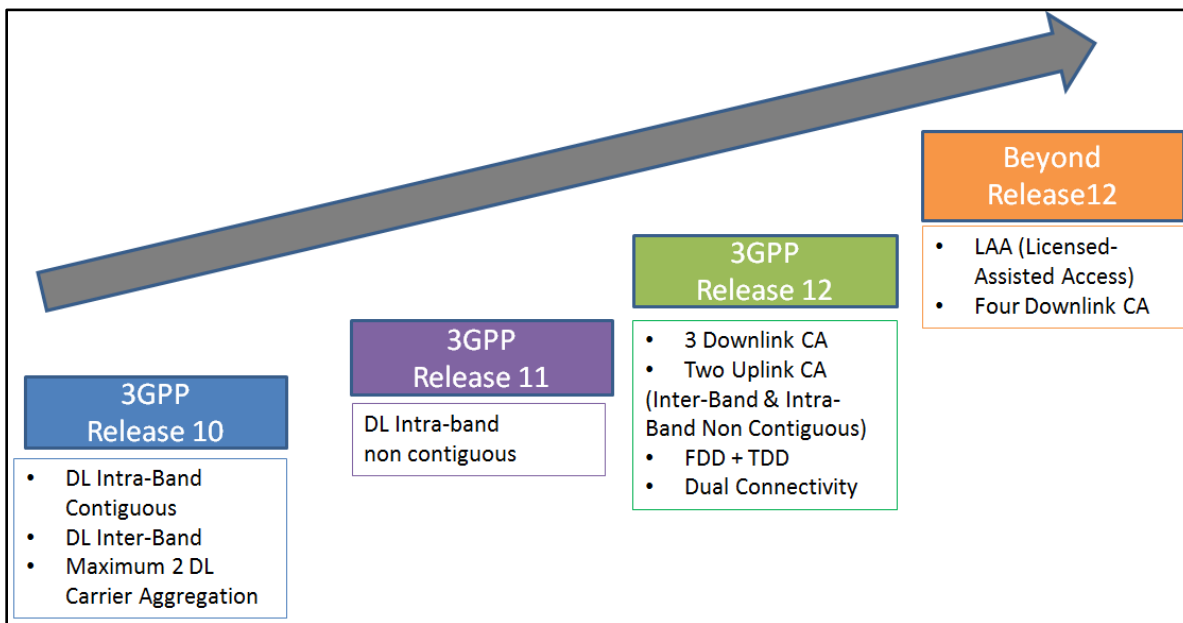 Beyond
Release12
• LAA (Licensed-
Assisted Access)
• Four Downlink CA
3GPP
Release 12
• 3 Downlink CA
• Two Uplink CA
(Inter-Band & Intra-
Band Non Contiguous)
• FDD + TDD
• Dual Connectivity
3GPP
Release 11
DL Intra-band
non contiguous
3GPP
Release 10
• DL Intra-Band
Contiguous
• DL Inter-Band
• Maximum 2 DL
Carrier Aggregation